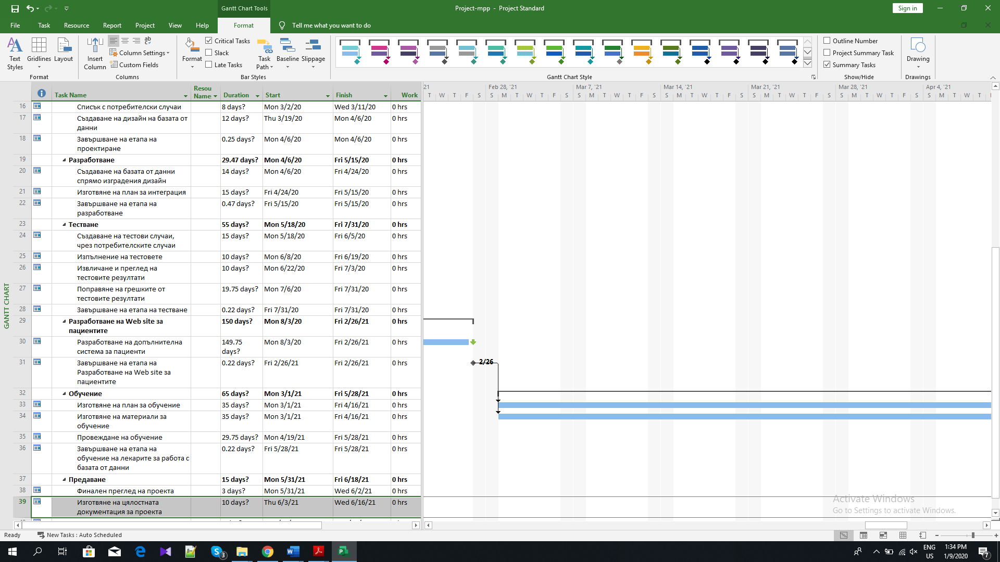 Gantt Chart Tools
Project-mpp - Project Standard
Sign in
File Task Resource Report Project View Help Format Tell me what you want to do
Text Styles
Gridlines
Layout
Format
Insert Column
Column Settings
Custom Fields
Columns
Format
Critical Tasks
Slack
Late Tasks
Task Path
Baseline
Slippage
Bar Styles
Gantt Chart Style
Outline Number
Project Summary Task
Summary Tasks
Show/Hide
Drawing
Drawings
Task Name Resou Name Duration Start Finish Work
21 Feb 28, '21 Mar 7, '21 Mar 14, '21 Mar 21, '21 Mar 28, '21 Apr 4, '21
T W T F S S M T W T F S S M T W T F S S M T W T F S S M T W T F S S M T W T F S S M T W T
16 Списък с потребителски случаи 8 days? Mon 3/2/20 Wed 3/11/20 0 hrs
17 Създаване на дизайн на базата от 12 days? Thu 3/19/20 Mon 4/6/20 0 hrs
данни
18 Завършване на етапа на 0.25 days? Mon 4/6/20 Mon 4/6/20 0 hrs
проектиране
19 Разработване 29.47 days? Mon 4/6/20 Fri 5/15/20 0 hrs
20 Създаване на базата от данни 14 days? Mon 4/6/20 Fri 4/24/20 0 hrs
спрямо изградения дизайн
21 Изготвяне на план за интеграция 15 days? Fri 4/24/20 Fri 5/15/20 0 hrs
22 Завършване на етапа на 0.47 days? Fri 5/15/20 Fri 5/15/20 0 hrs
разработване
23 Тестване 55 days? Mon 5/18/20 Fri 7/31/20 0 hrs
24 Създаване на тестови случаи, 15 days? Mon 5/18/20 Fri 6/5/20 0 hrs
чрез потребителските случаи
25 Изпълнение на тестовете 10 days? Mon 6/8/20 Fri 6/19/20 0 hrs
26 Извличане и преглед на 10 days? Mon 6/22/20 Fri 7/3/20 0 hrs
тестовите резултати
27 Поправяне на грешките от 19.75 days? Mon 7/6/20 Fri 7/31/20 0 hrs
тестовите резултати
28 Завършване на етапа на тестване 0.22 days? Fri 7/31/20 Fri 7/31/20 0 hrs
29 Разработване на Web site за 150 days? Mon 8/3/20 Fri 2/26/21 0 hrs
пациентите
30 Разработване на допълнителна 149.75 Mon 8/3/20 Fri 2/26/21 0 hrs
система за пациенти days?
31 Завършване на етапа на 0.22 days? Fri 2/26/21 Fri 2/26/21 0 hrs 2/26
Разработване на Web site за
пациентите
32 Обучение 65 days? Mon 3/1/21 Fri 5/28/21 0 hrs
33 Изготвяне на план за обучение 35 days? Mon 3/1/21 Fri 4/16/21 0 hrs
34 Изготвяне на материали за 35 days? Mon 3/1/21 Fri 4/16/21 0 hrs
обучение
35 Провеждане на обучение 29.75 days? Mon 4/19/21 Fri 5/28/21 0 hrs
36 Завършване на етапа на 0.22 days? Fri 5/28/21 Fri 5/28/21 0 hrs
обучение на лекарите за работа с
базата от данни
37 Предаване 15 days? Mon 5/31/21 Fri 6/18/21 0 hrs
38 Финален преглед на проекта 3 days? Mon 5/31/21 Wed 6/2/21 0 hrs
39 Изготвяне на цялостната 10 days? Thu 6/3/21 Wed 6/16/21 0 hrs
документация за проекта
GANTT CHART
Activate Windows
Go to Settings to activate Windows.
Ready New Tasks : Auto Scheduled
3
ENG
US
1:34 PM
1/9/2020
7